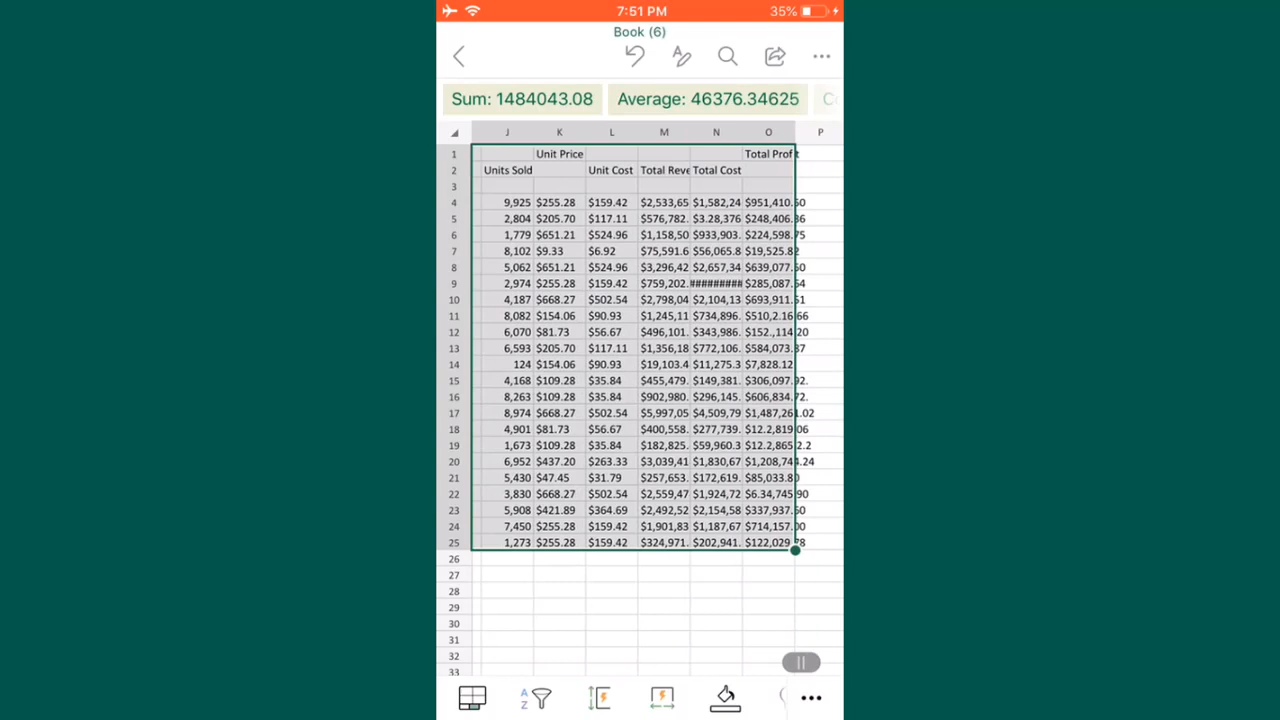 7:51 PM 35%
Book (6)
Sum: 1484043.08 Average: 46376.34625
J K L M N O P
1 Unit Price Total Prof t
2 Units Sold Unit Cost Total Reve Total Cost
3
4 9,925 $255.28 $159.42 $2,533,65 $1,582,24 $951,410.60
5 2,804 $205.70 $117.11 $576,782. $3.28,376 $248,406.36
6 1,779 $651.21 $524.96 $1,158,50 $933,903. $224,598.75
7 8,102 $9.33 $6.92 $75,591.6 $56,065.8 $19,525.82
8 5,062 $651.21 $524.96 $3,296,42 $2,657,34 $639,077.60
9 2,974 $255.28 $159.42 $759,202. ######### $285,087.64
10 4,187 $668.27 $502.54 $2,798,04 $2,104,13 $693,911.61
11 8,082 $154.06 $90.93 $1,245,11 $734,896. $510,2.16.66
12 6,070 $81.73 $56.67 $496,101. $343,986. $152.,114.20
13 6,593 $205.70 $117.11 $1,356,18 $772,106. $584,073.87
14 124 $154.06 $90.93 $19,103.4 $11,275.3 $7,828.12
15 4,168 $109.28 $35.84 $455,479. $149,381. $306,097.92.
16 8,263 $109.28 $35.84 $902,980. $296,145. $606,834.72.
17 8,974 $668.27 $502.54 $5,997,05 $4,509,79 $1,487,261.02
18 4,901 $81.73 $56.67 $400,558. $277,739. $12.2,819.06
19 1,673 $109.28 $35.84 $182,825. $59,960.3 $12.2,865.2.2
20 6,952 $437.20 $263.33 $3,039,41 $1,830,67 $1,208,744.24
21 5,430 $47.45 $31.79 $257,653. $172,619. $85,033.80
22 3,830 $668.27 $502.54 $2,559,47 $1,924,72 $6.34,745.90
23 5,908 $421.89 $364.69 $2,492,52 $2,154,58 $337,937.60
24 7,450 $255.28 $159.42 $1,901,83 $1,187,67 $714,157.00
25 1,273 $255.28 $159.42 $324,971. $202,941. $122,029.78
26
27
28
29
30
31
32
33
A
Z